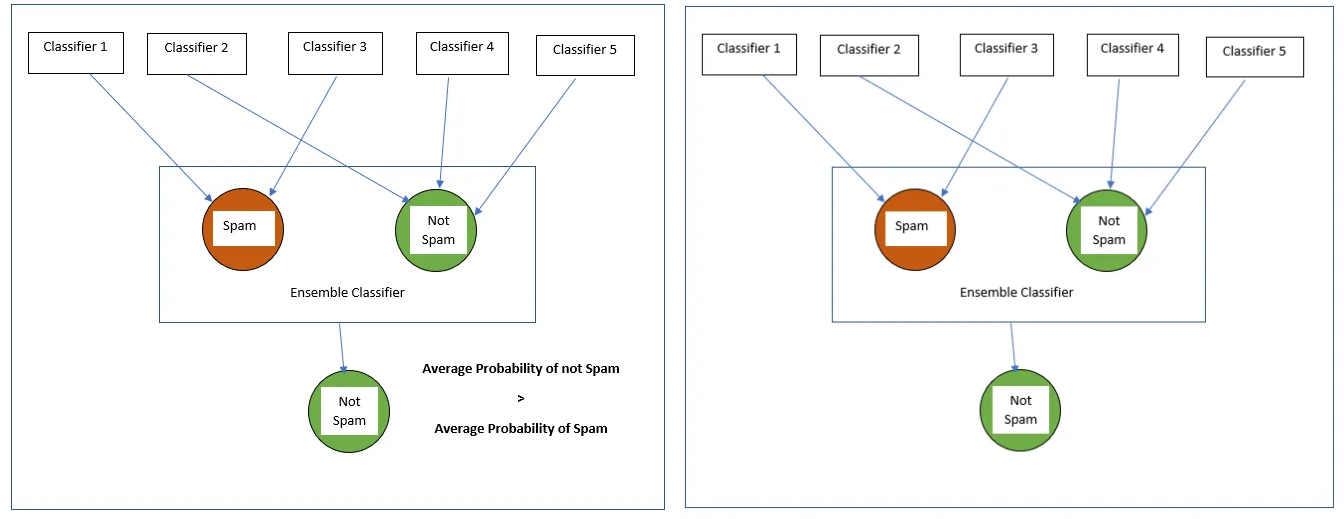 Classifier 1
Classifier 2
Classifier 3
Classifier 4
Classifier 5
Spam
Not
Spam
Ensemble Classifier
Not
Spam
Average Probability of not Spam
>
Average Probability of Spam
Classifier 1
Classifier 2
Classifier 3
Classifier 4
Classifier 5
Spam
Not
Spam
Ensemble Classifier
Not
Spam